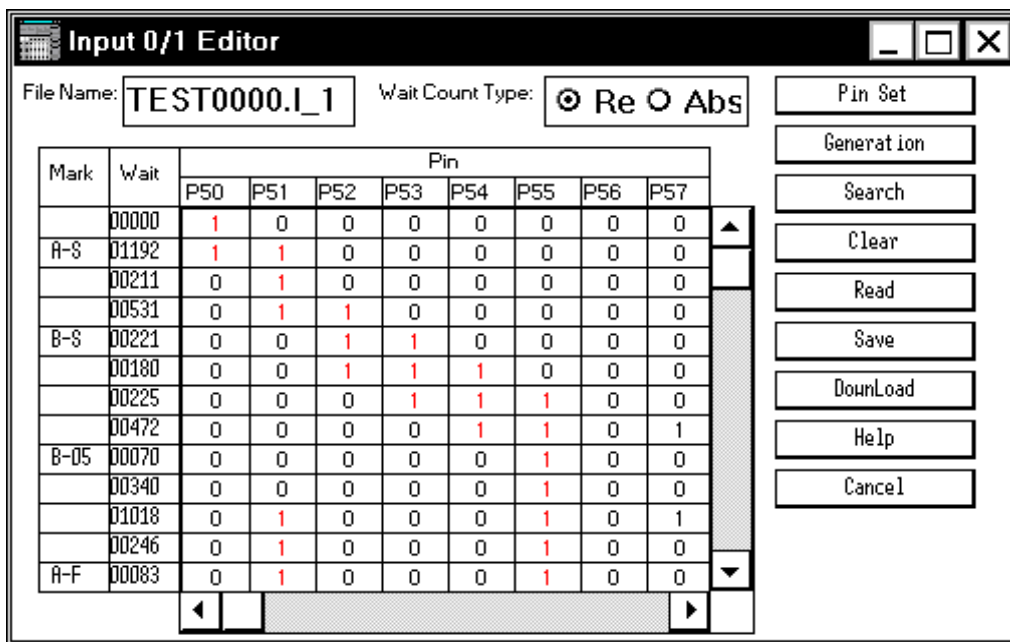 Input 0/1 Editor
File Name: TEST0000.I_1 Wait Count Type: Re Abs
Pin Set
Generation
Search
Clear
Read
Save
DownLoad
Help
Cancel
Mark Wait Pin
P50 P51 P52 P53 P54 P55 P56 P57
00000 1 0 0 0 0 0 0 0
A-S 01192 1 1 0 0 0 0 0 0
00211 0 1 0 0 0 0 0 0
00531 0 1 1 0 0 0 0 0
B-S 00221 0 0 1 1 0 0 0 0
00180 0 0 1 1 1 0 0 0
00225 0 0 0 1 1 1 0 0
00472 0 0 0 0 1 1 0 1
B-05 00070 0 0 0 0 0 1 0 0
00340 0 0 0 0 0 1 0 0
01018 0 1 0 0 0 1 0 1
00246 0 1 0 0 0 1 0 0
A-F 00083 0 1 0 0 0 1 0 0